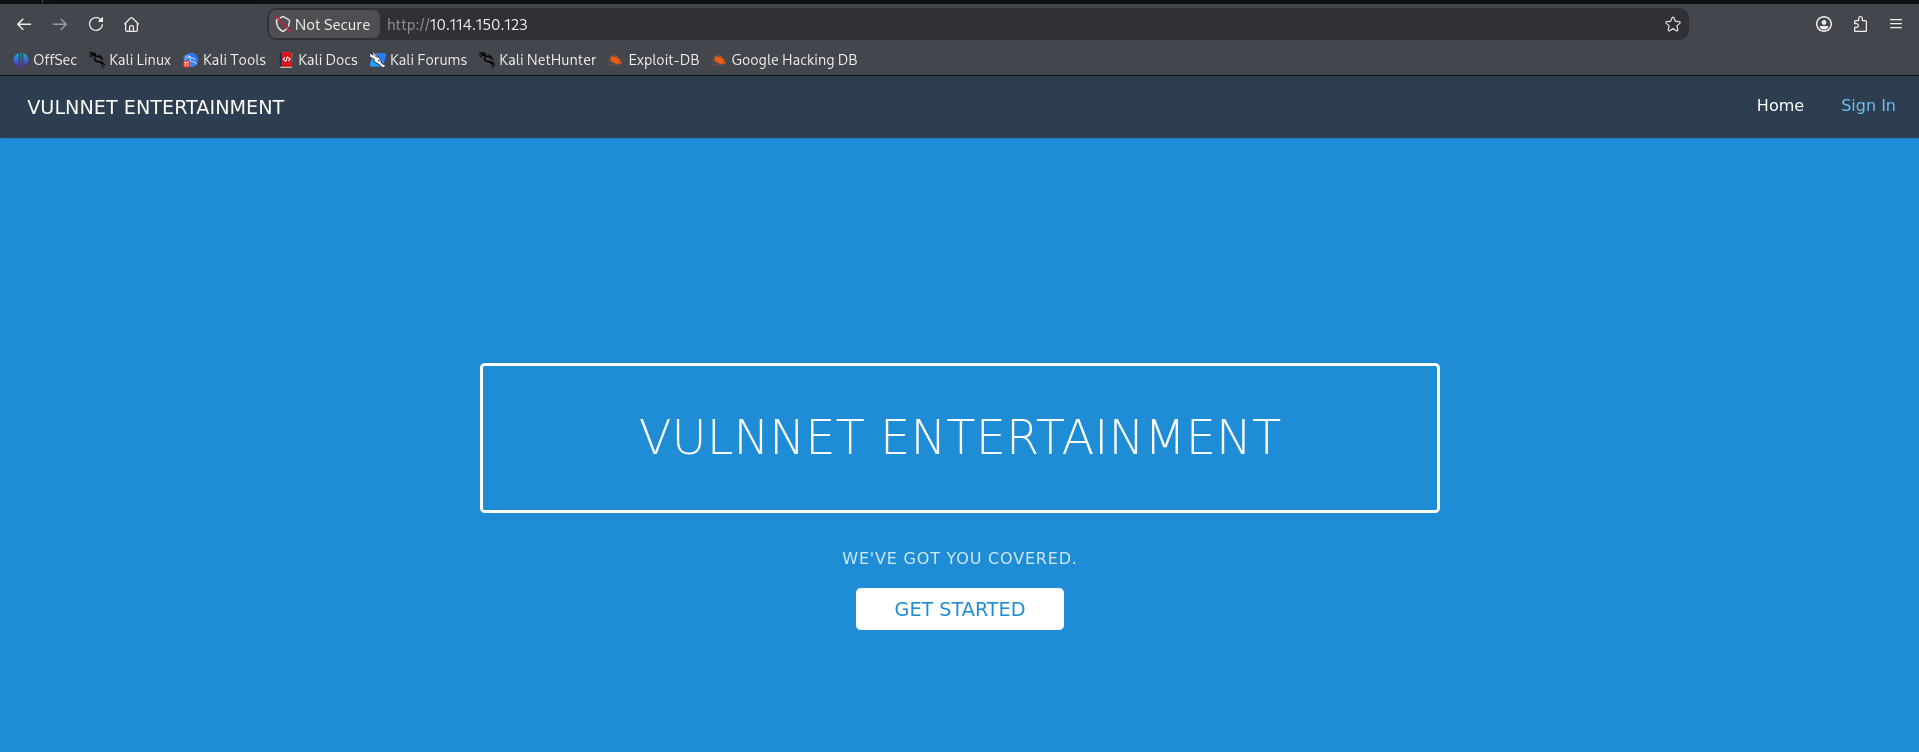 Not Secure http://10.114.150.123
OffSec Kali Linux Kali Tools Kali Docs Kali Forums Kali NetHunter Exploit-DB Google Hacking DB
VULNNET ENTERTAINMENT Home Sign In
VULNNET ENTERTAINMENT
WE'VE GOT YOU COVERED.
GET STARTED